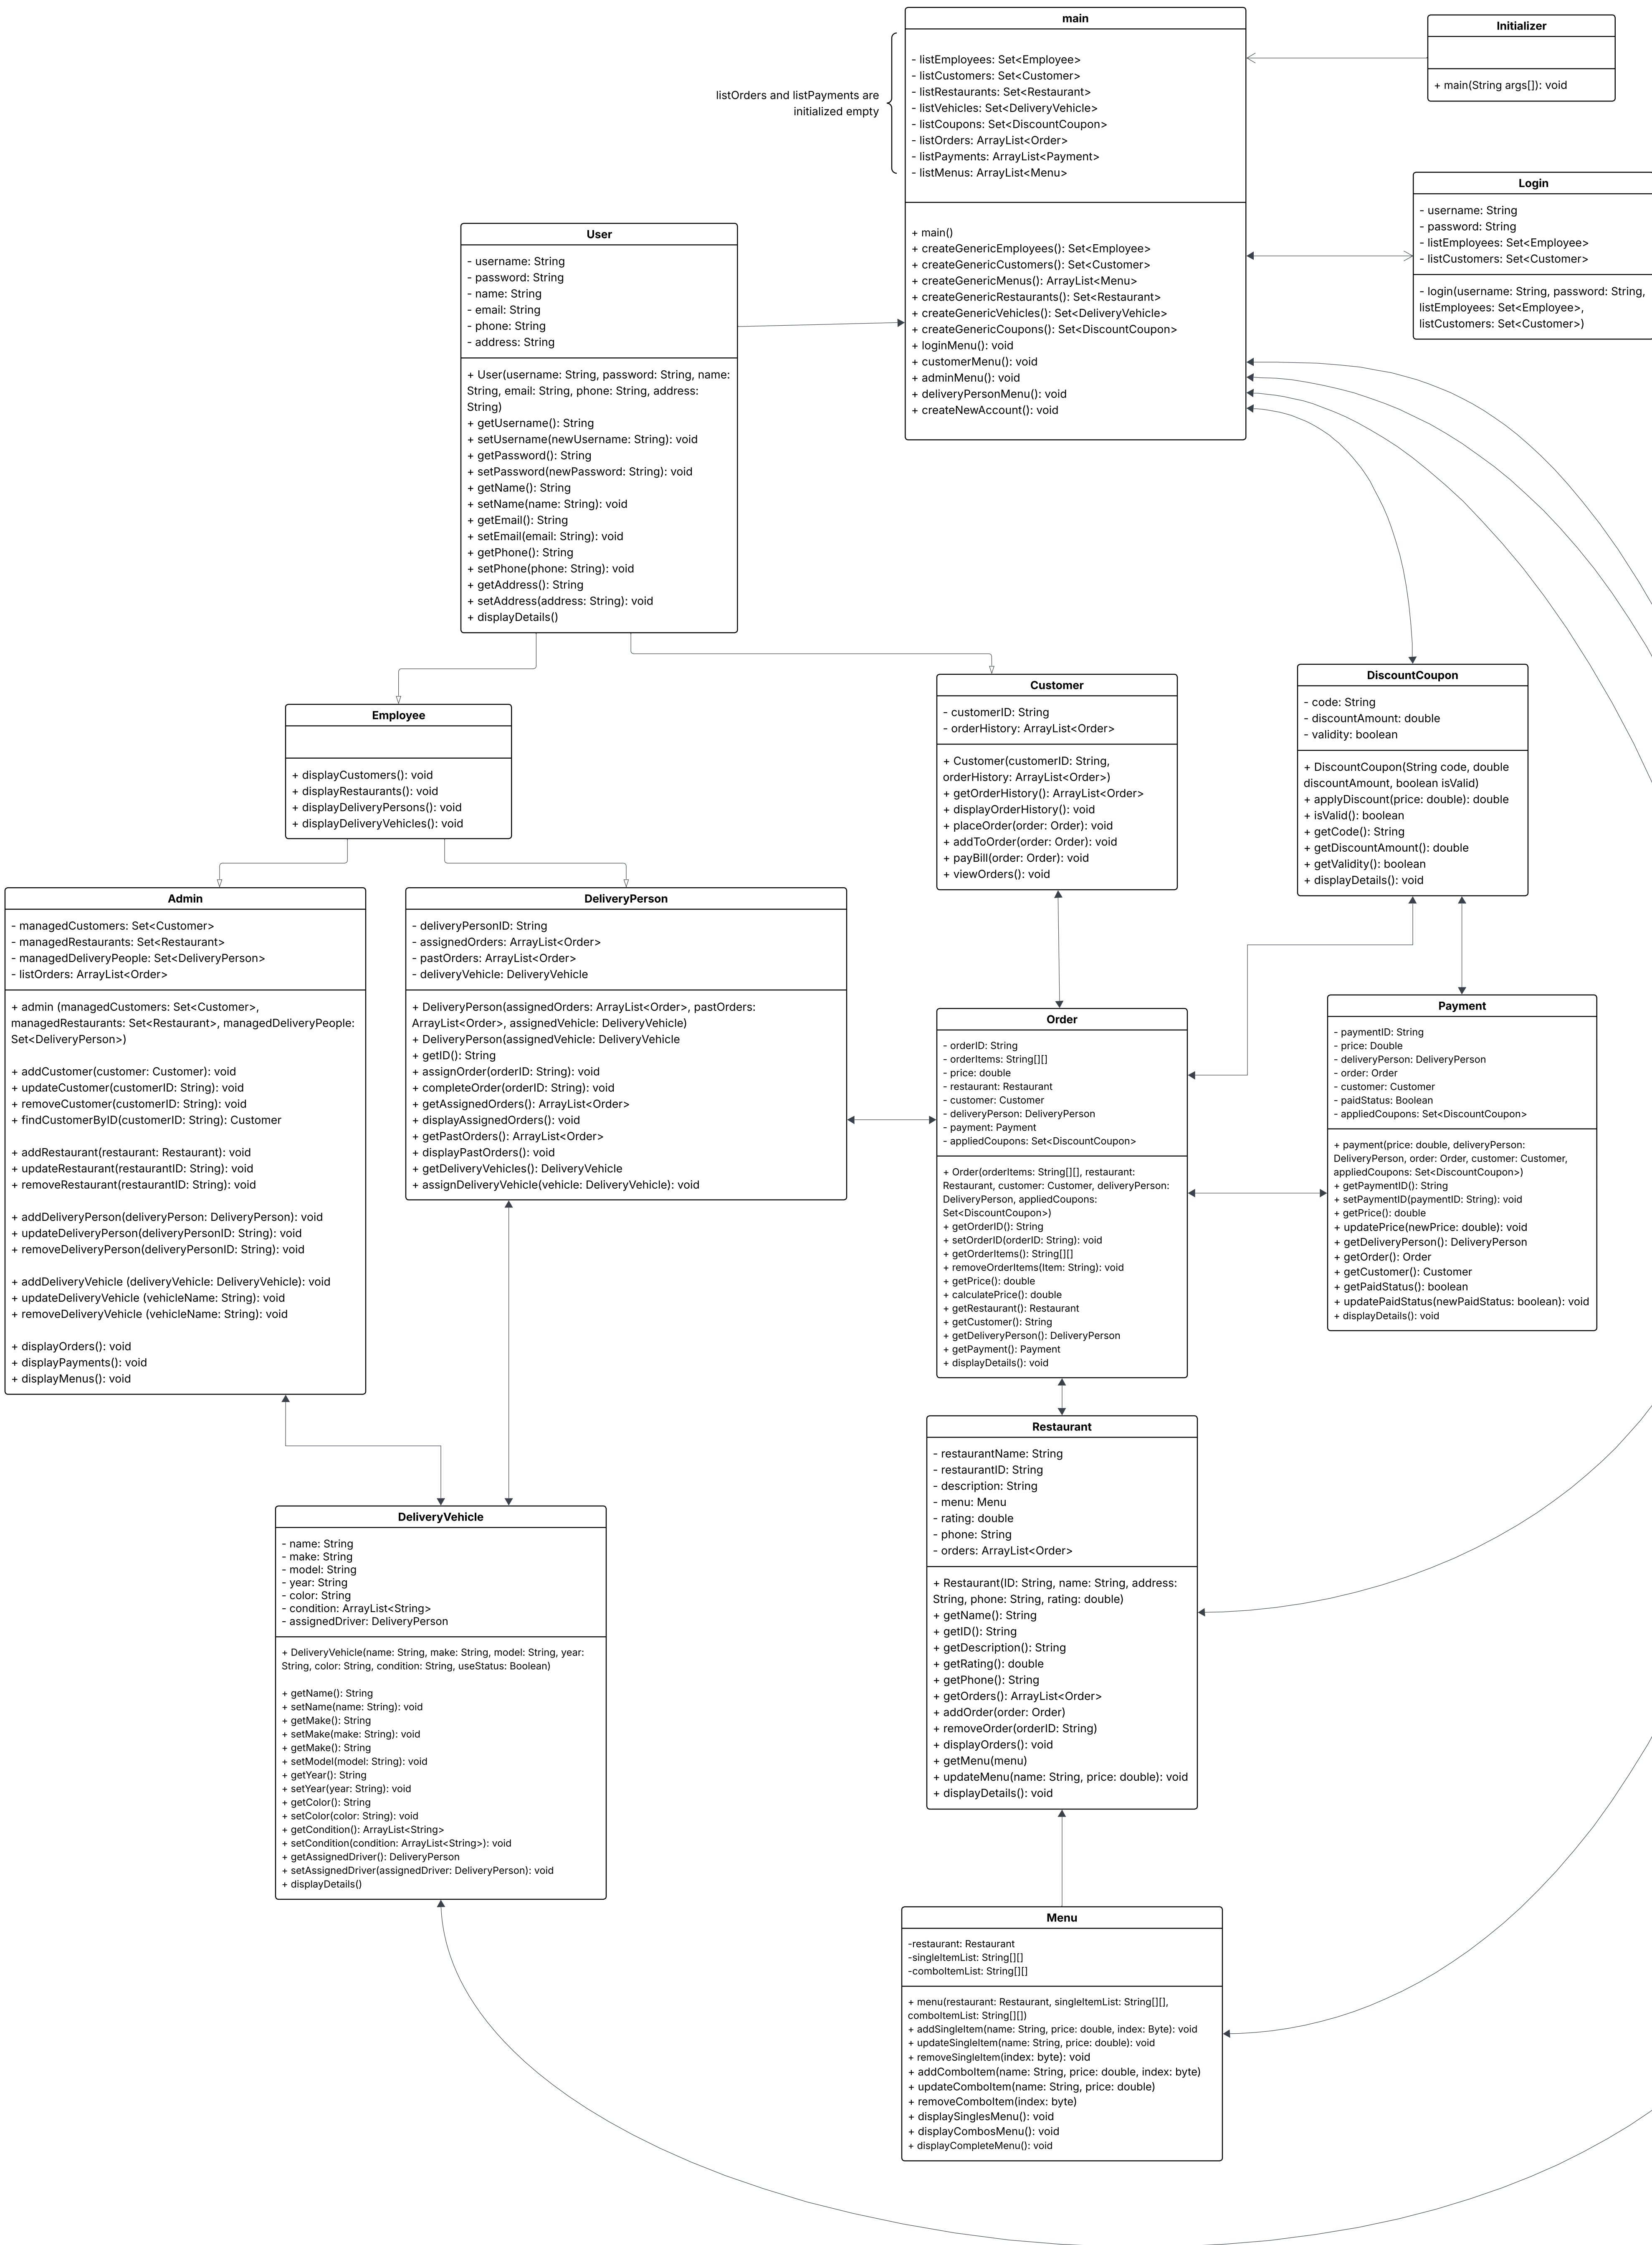 main
- listEmployees: Set<Employee>
- listCustomers: Set<Customer>
- listRestaurants: Set<Restaurant>
- listVehicles: Set<DeliveryVehicle>
- listCoupons: Set<DiscountCoupon>
- listOrders: ArrayList<Order>
- listPayments: ArrayList<Payment>
- listMenus: ArrayList<Menu>
+ main()
+ createGenericEmployees(): Set<Employee>
+ createGenericCustomers(): Set<Customer>
+ createGenericMenus(): ArrayList<Menu>
+ createGenericRestaurants(): Set<Restaurant>
+ createGenericVehicles(): Set<DeliveryVehicle>
+ createGenericCoupons(): Set<DiscountCoupon>
+ loginMenu(): void
+ customerMenu(): void
+ adminMenu(): void
+ deliveryPersonMenu(): void
+ createNewAccount(): void
listOrders and listPayments are
initialized empty
Initializer
+ main(String args[]): void
Login
- username: String
- password: String
- listEmployees: Set<Employee>
- listCustomers: Set<Customer>
- login(username: String, password: String,
listEmployees: Set<Employee>,
listCustomers: Set<Customer>)
User
- username: String
- password: String
- name: String
- email: String
- phone: String
- address: String
+ User(username: String, password: String, name:
String, email: String, phone: String, address:
String)
+ getUsername(): String
+ setUsername(newUsername: String): void
+ getPassword(): String
+ setPassword(newPassword: String): void
+ getName(): String
+ setName(name: String): void
+ getEmail(): String
+ setEmail(email: String): void
+ getPhone(): String
+ setPhone(phone: String): void
+ getAddress(): String
+ setAddress(address: String): void
+ displayDetails()
Employee
+ displayCustomers(): void
+ displayRestaurants(): void
+ displayDeliveryPersons(): void
+ displayDeliveryVehicles(): void
Customer
- customerID: String
- orderHistory: ArrayList<Order>
+ Customer(customerID: String,
orderHistory: ArrayList<Order>)
+ getOrderHistory(): ArrayList<Order>
+ displayOrderHistory(): void
+ placeOrder(order: Order): void
+ addToOrder(order: Order): void
+ payBill(order: Order): void
+ viewOrders(): void
DiscountCoupon
- code: String
- discountAmount: double
- validity: boolean
+ DiscountCoupon(String code, double
discountAmount, boolean isValid)
+ applyDiscount(price: double): double
+ isValid(): boolean
+ getCode(): String
+ getDiscountAmount(): double
+ getValidity(): boolean
+ displayDetails(): void
Admin
- managedCustomers: Set<Customer>
- managedRestaurants: Set<Restaurant>
- managedDeliveryPeople: Set<DeliveryPerson>
- listOrders: ArrayList<Order>
+ admin (managedCustomers: Set<Customer>,
managedRestaurants: Set<Restaurant>, managedDeliveryPeople:
Set<DeliveryPerson>)
+ addCustomer(customer: Customer): void
+ updateCustomer(customerID: String): void
+ removeCustomer(customerID: String): void
+ findCustomerByID(customerID: String): Customer
+ addRestaurant(restaurant: Restaurant): void
+ updateRestaurant(restaurantID: String): void
+ removeRestaurant(restaurantID: String): void
+ addDeliveryPerson(deliveryPerson: DeliveryPerson): void
+ updateDeliveryPerson(deliveryPersonID: String): void
+ removeDeliveryPerson(deliveryPersonID: String): void
+ addDeliveryVehicle (deliveryVehicle: DeliveryVehicle): void
+ updateDeliveryVehicle (vehicleName: String): void
+ removeDeliveryVehicle (vehicleName: String): void
+ displayOrders(): void
+ displayPayments(): void
+ displayMenus(): void
DeliveryPerson
- deliveryPersonID: String
- assignedOrders: ArrayList<Order>
- pastOrders: ArrayList<Order>
- deliveryVehicle: DeliveryVehicle
+ DeliveryPerson(assignedOrders: ArrayList<Order>, pastOrders:
ArrayList<Order>, assignedVehicle: DeliveryVehicle)
+ DeliveryPerson(assignedVehicle: DeliveryVehicle
+ getID(): String
+ assignOrder(orderID: String): void
+ completeOrder(orderID: String): void
+ getAssignedOrders(): ArrayList<Order>
+ displayAssignedOrders(): void
+ getPastOrders(): ArrayList<Order>
+ displayPastOrders(): void
+ getDeliveryVehicles(): DeliveryVehicle
+ assignDeliveryVehicle(vehicle: DeliveryVehicle): void
Order
- orderID: String
- orderItems: String[][]
- price: double
- restaurant: Restaurant
- customer: Customer
- deliveryPerson: DeliveryPerson
- payment: Payment
- appliedCoupons: Set<DiscountCoupon>
+ Order(orderItems: String[][], restaurant:
Restaurant, customer: Customer, deliveryPerson:
DeliveryPerson, appliedCoupons:
Set<DiscountCoupon>)
+ getOrderID(): String
+ setOrderID(orderID: String): void
+ getOrderItems(): String[][]
+ removeOrderItems(Item: String): void
+ getPrice(): double
+ calculatePrice(): double
+ getRestaurant(): Restaurant
+ getCustomer(): String
+ getDeliveryPerson(): DeliveryPerson
+ getPayment(): Payment
+ displayDetails(): void
Payment
- paymentID: String
- price: Double
- deliveryPerson: DeliveryPerson
- order: Order
- customer: Customer
- paidStatus: Boolean
- appliedCoupons: Set<DiscountCoupon>
+ payment(price: double, deliveryPerson:
DeliveryPerson, order: Order, customer: Customer,
appliedCoupons: Set<DiscountCoupon>)
+ getPaymentID(): String
+ setPaymentID(paymentID: String): void
+ getPrice(): double
+ updatePrice(newPrice: double): void
+ getDeliveryPerson(): DeliveryPerson
+ getOrder(): Order
+ getCustomer(): Customer
+ getPaidStatus(): boolean
+ updatePaidStatus(newPaidStatus: boolean): void
+ displayDetails(): void
Restaurant
- restaurantName: String
- restaurantID: String
- description: String
- menu: Menu
- rating: double
- phone: String
- orders: ArrayList<Order>
+ Restaurant(ID: String, name: String, address:
String, phone: String, rating: double)
+ getName(): String
+ getID(): String
+ getDescription(): String
+ getRating(): double
+ getPhone(): String
+ getOrders(): ArrayList<Order>
+ addOrder(order: Order)
+ removeOrder(orderID: String)
+ displayOrders(): void
+ getMenu(menu)
+ updateMenu(name: String, price: double): void
+ displayDetails(): void
DeliveryVehicle
- name: String
- make: String
- model: String
- year: String
- color: String
- condition: ArrayList<String>
- assignedDriver: DeliveryPerson
+ DeliveryVehicle(name: String, make: String, model: String, year:
String, color: String, condition: String, useStatus: Boolean)
+ getName(): String
+ setName(name: String): void
+ getMake(): String
+ setMake(make: String): void
+ getMake(): String
+ setModel(model: String): void
+ getYear(): String
+ setYear(year: String): void
+ getColor(): String
+ setColor(color: String): void
+ getCondition(): ArrayList<String>
+ setCondition(condition: ArrayList<String>): void
+ getAssignedDriver(): DeliveryPerson
+ setAssignedDriver(assignedDriver: DeliveryPerson): void
+ displayDetails()
Menu
-restaurant: Restaurant
-singleItemList: String[][]
-comboItemList: String[][]
+ menu(restaurant: Restaurant, singleItemList: String[][],
comboItemList: String[][])
+ addSingleItem(name: String, price: double, index: Byte): void
+ updateSingleItem(name: String, price: double): void
+ removeSingleItem(index: byte): void
+ addComboItem(name: String, price: double, index: byte)
+ updateComboItem(name: String, price: double)
+ removeComboItem(index: byte)
+ displaySinglesMenu(): void
+ displayCombosMenu(): void
+ displayCompleteMenu(): void